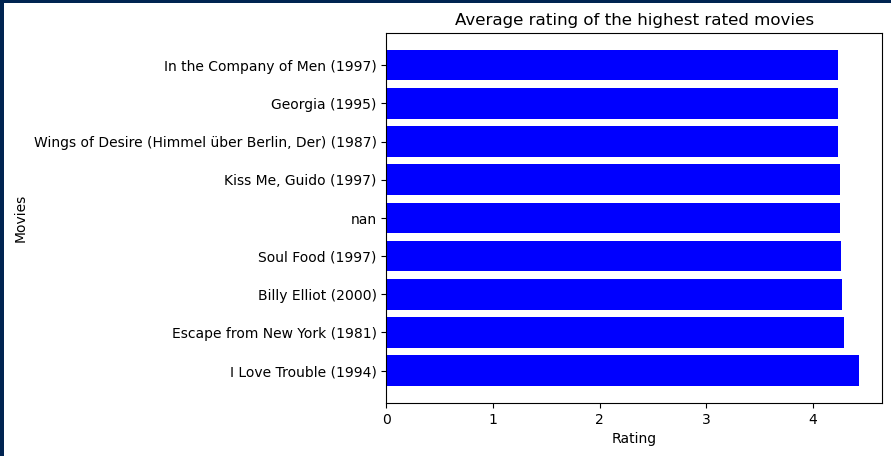 Average rating of the highest rated movies
In the Company of Men (1997)
Georgia (1995)
Wings of Desire (Himmel über Berlin, Der) (1987)
Kiss Me, Guido (1997)
nan
Soul Food (1997)
Billy Elliot (2000)
Escape from New York (1981)
I Love Trouble (1994)
Movies
0 1 2 3 4
Rating